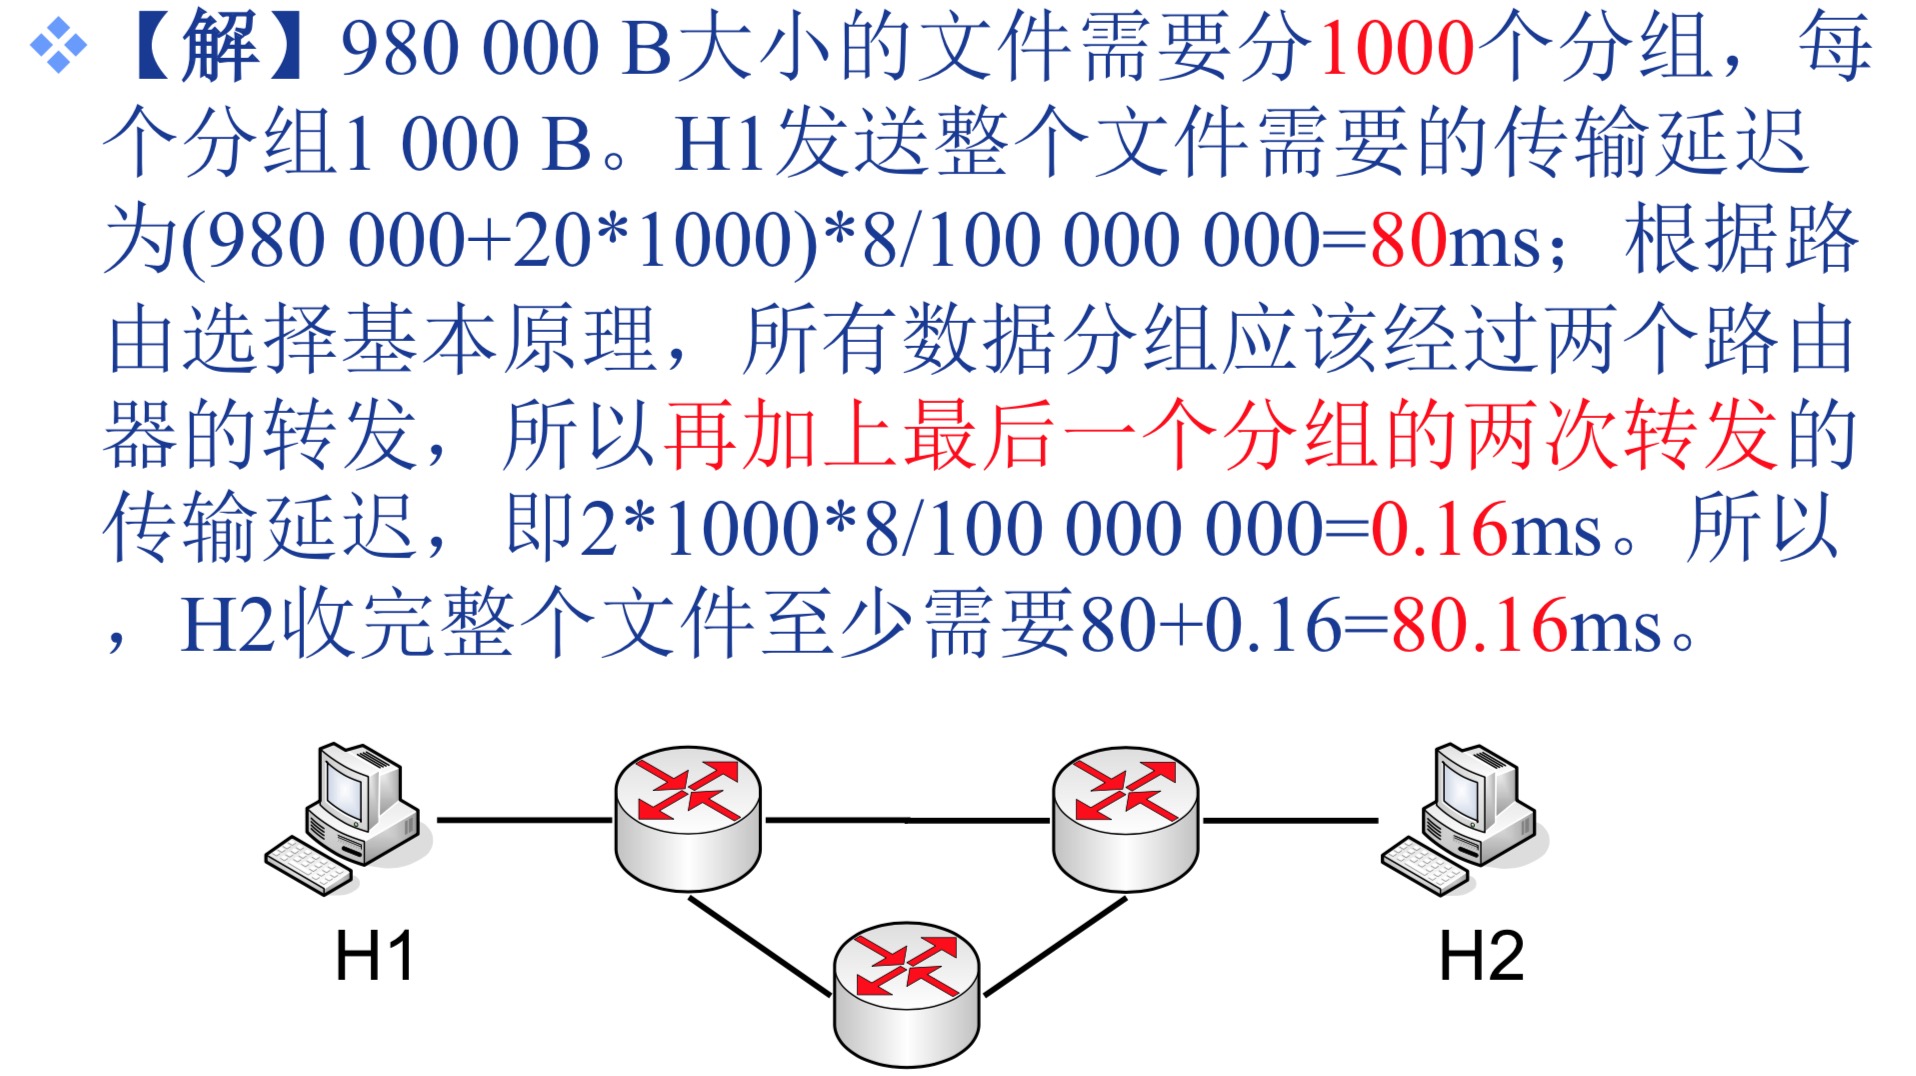 【解】980 000 B大小的文件需要分1000个分组，每
个分组1 000 B。H1发送整个文件需要的传输延迟
为(980 000+20*1000)*8/100 000 000=80ms；根据路
由选择基本原理，所有数据分组应该经过两个路由
器的转发，所以再加上最后一个分组的两次转发的
传输延迟，即2*1000*8/100 000 000=0.16ms。所以
，H2收完整个文件至少需要80+0.16=80.16ms。
H1
H2